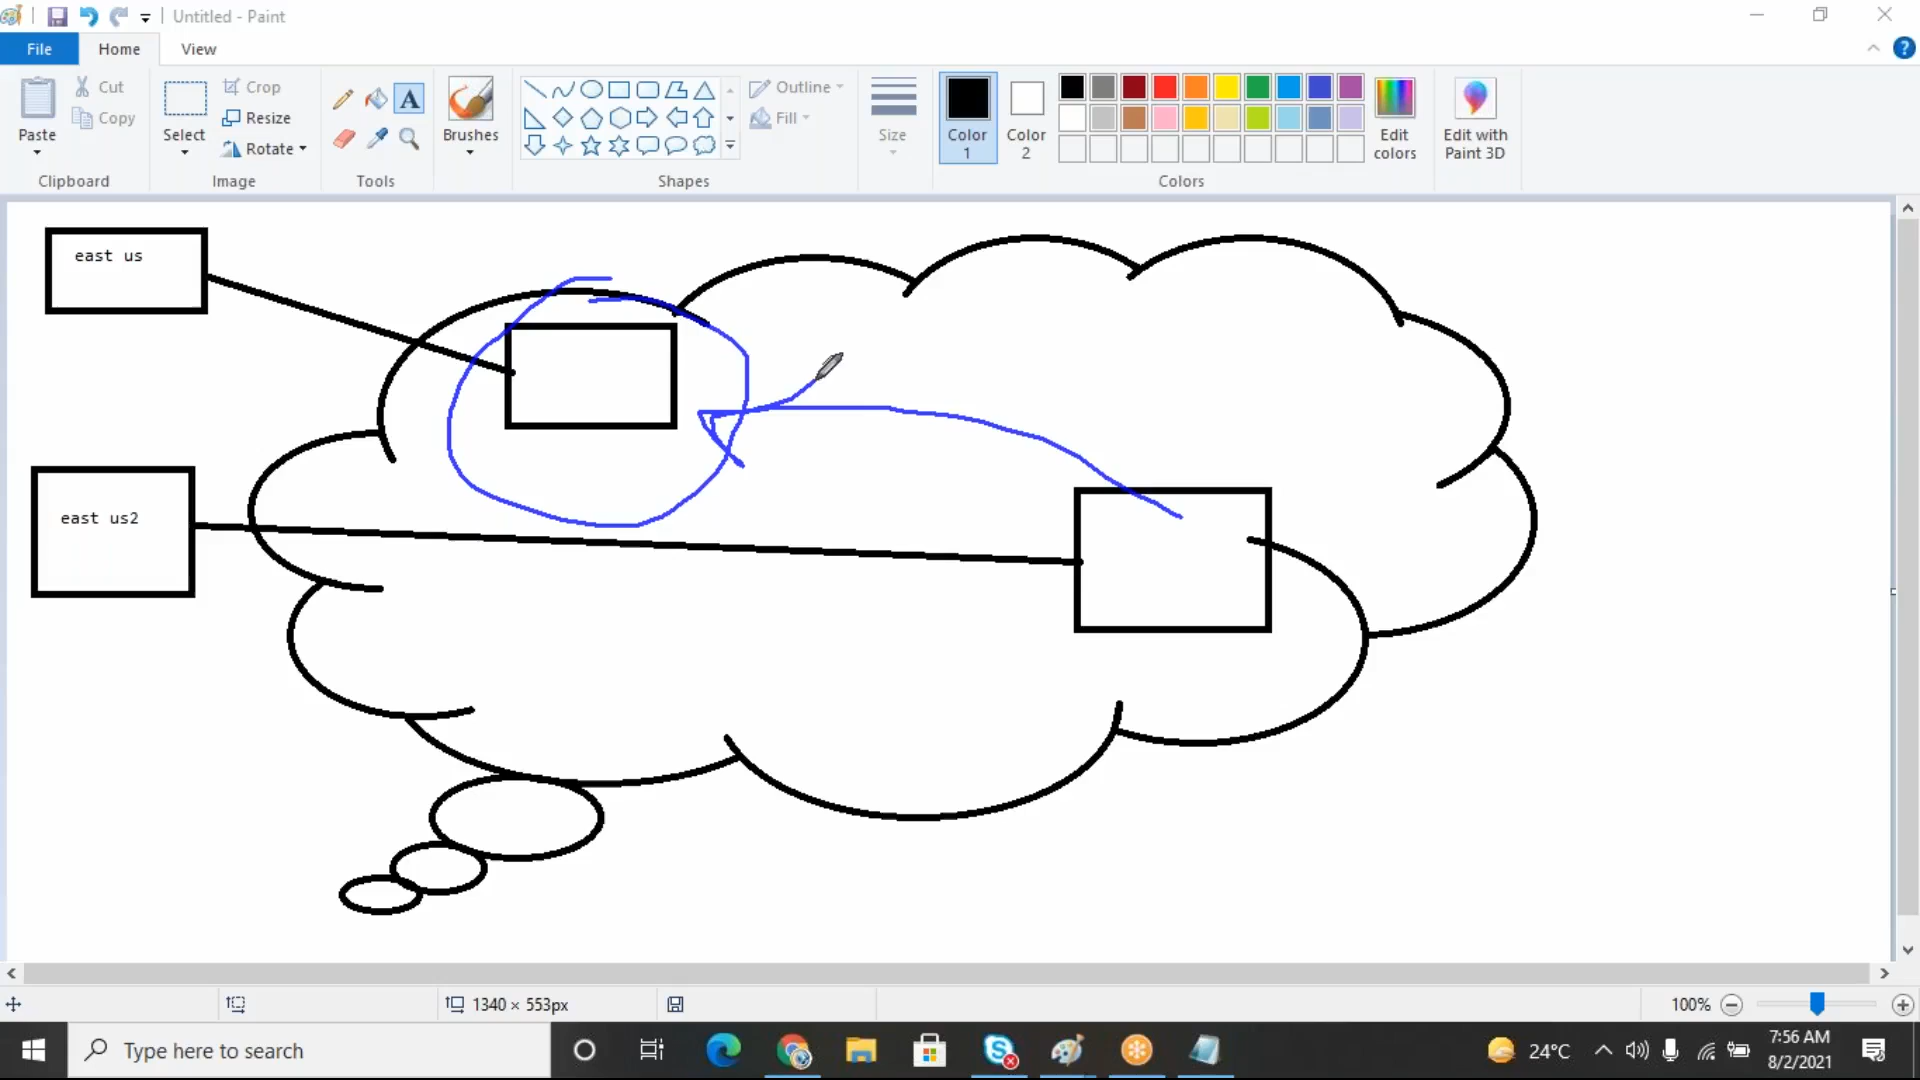 Untitled - Paint
File Home View
Paste
Cut
Copy
Clipboard
Select
Crop
Resize
Rotate
Image
A
Tools
Brushes
Shapes
Outline
Fill
Size
Color 1
Color 2
Edit colors
Edit with Paint 3D
Colors
east us
east us2
1340 × 553px
100%
Type here to search
24°C
7:56 AM
8/2/2021